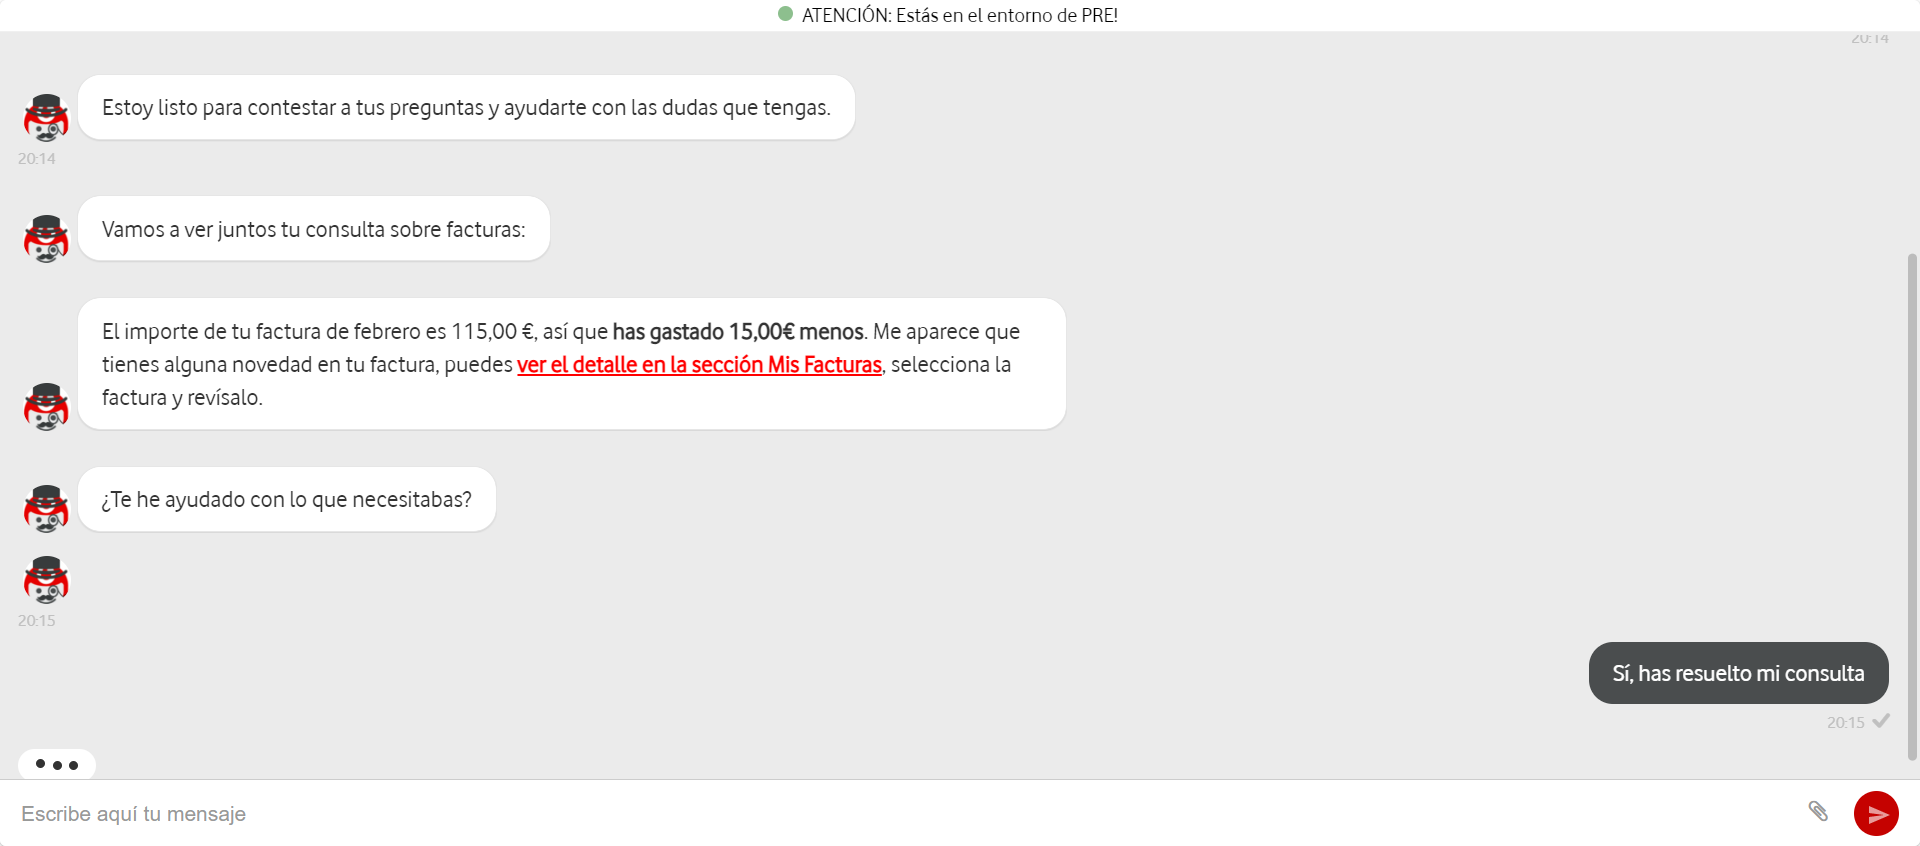 ATENCIÓN: Estás en el entorno de PRE!
20:14
Estoy listo para contestar a tus preguntas y ayudarte con las dudas que tengas.
20:14
Vamos a ver juntos tu consulta sobre facturas:
El importe de tu factura de febrero es 115,00 €, así que has gastado 15,00€ menos. Me aparece que
tienes alguna novedad en tu factura, puedes ver el detalle en la sección Mis Facturas, selecciona la
factura y revísalo.
¿Te he ayudado con lo que necesitabas?
20:15
Sí, has resuelto mi consulta
20:15
Escribe aquí tu mensaje